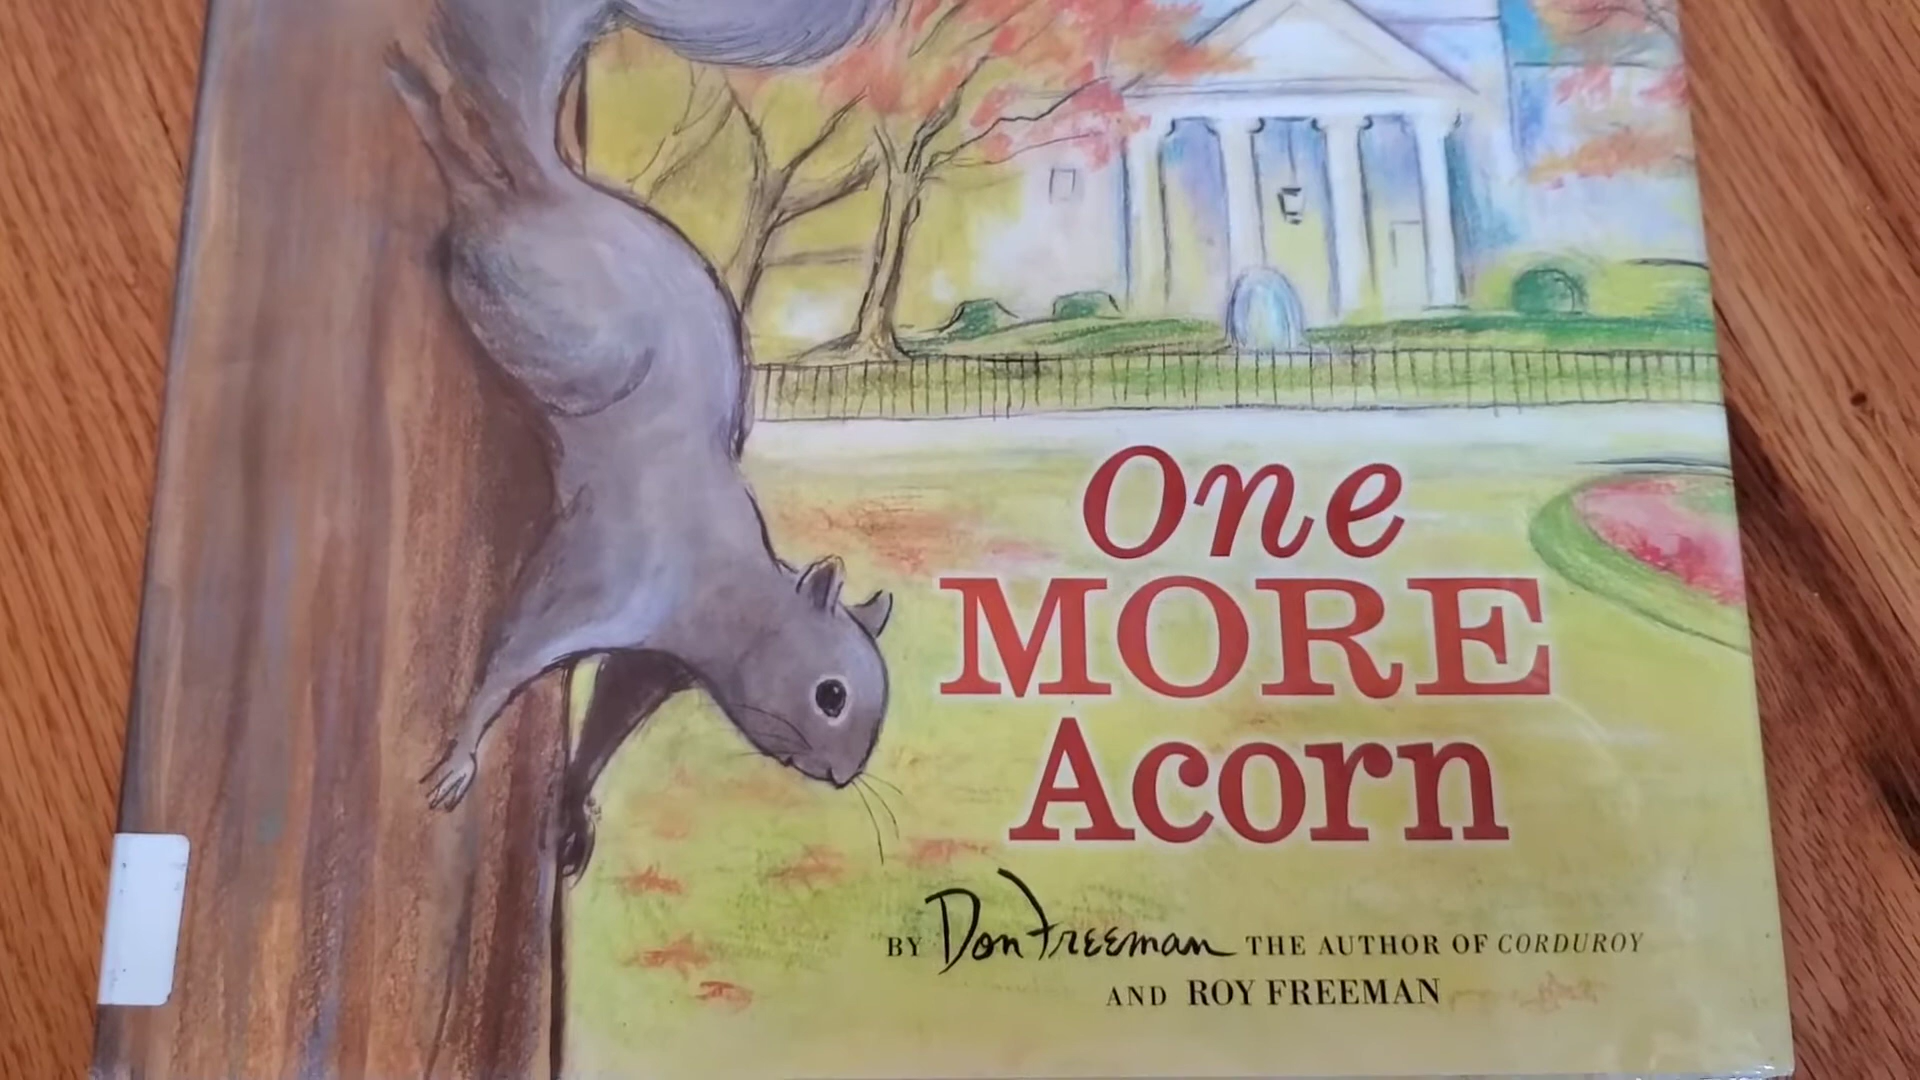 One
MORE
Acorn
BY Don Freeman THE AUTHOR OF CORDUROY
AND ROY FREEMAN